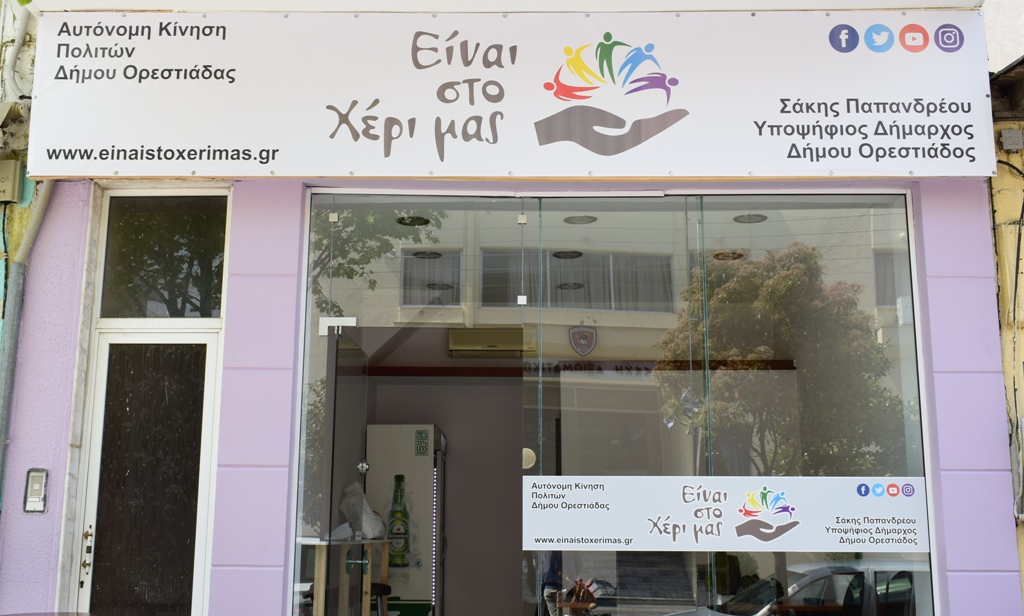 Αυτόνομη Κίνηση
Πολιτών
Δήμου Ορεστιάδας
www.einaistoxerimas.gr
Είναι
στο
Χέρι μας
Σάκης Παπανδρέου
Υποψήφιος Δήμαρχος
Δήμου Ορεστιάδος
Αυτόνομη Κίνηση
Πολιτών
Δήμου Ορεστιάδας
www.einaistoxerimas.gr
Είναι
στο
Χέρι μας
Σάκης Παπανδρέου
Υποψήφιος Δήμαρχος
Δήμου Ορεστιάδος